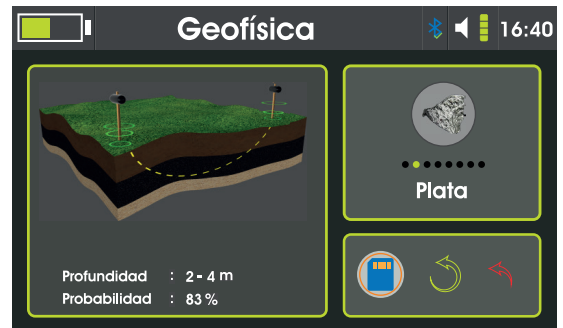 Geofísica
16:40
Profundidad : 2 - 4 m
Probabilidad : 83 %
Plata